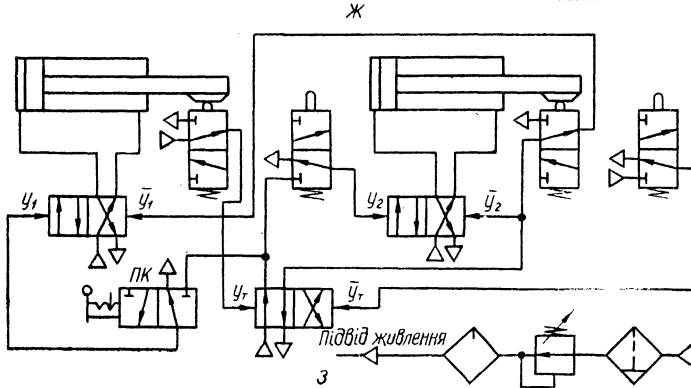 Ж
y₁ ȳ₁ y₂ ȳ₂
ПК yт ȳт
Підвід живлення
З